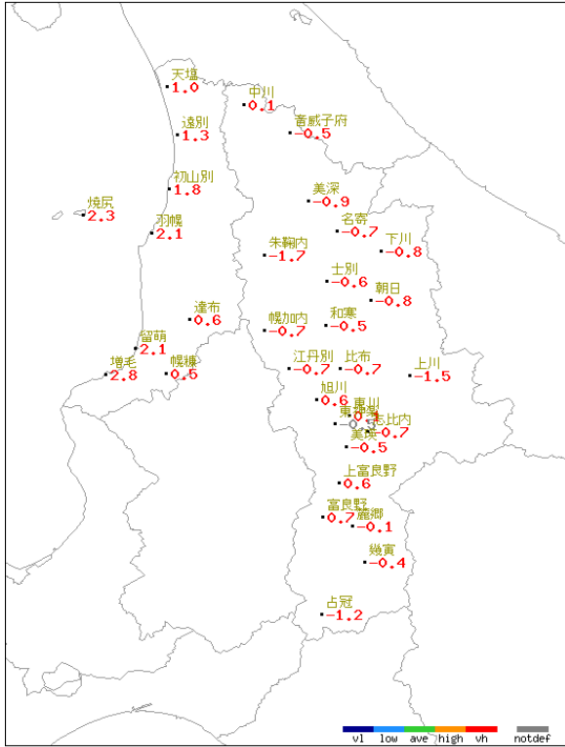 天塩
1.0
中川
0.1
音威子府
-0.5
遠別
1.3
初山別
1.8
美深
-0.9
焼尻
2.3
羽幌
2.1
名寄
-0.7
下川
-0.8
朱鞠内
-1.7
士別
-0.6
朝日
-0.8
達布
0.6
幌加内
-0.7
和寒
-0.5
留萌
2.1
増毛
2.8
幌糠
0.5
江丹別
-0.7
比布
-0.7
上川
-1.5
旭川
0.6
東川
0.1
東神楽
志比内
-0.7
美瑛
-0.5
上富良野
0.6
富良野
0.7
麓郷
-0.1
幾寅
-0.4
占冠
-1.2
vl low ave high vh notdef